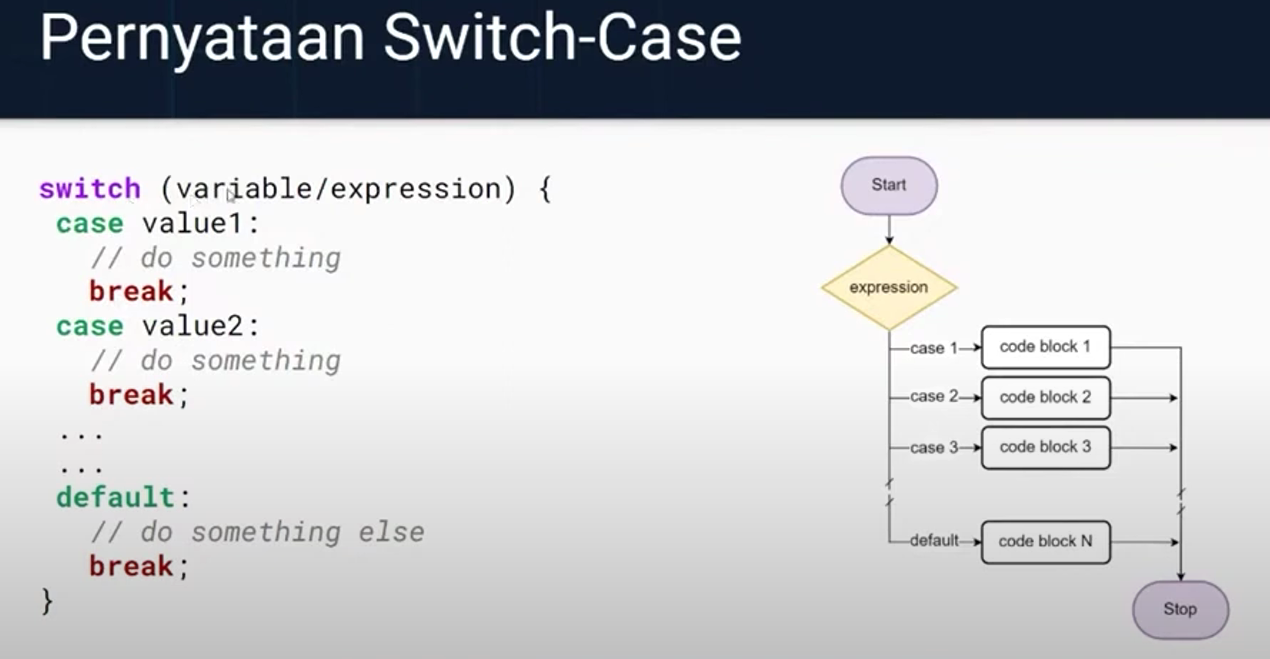 Pernyataan Switch-Case
switch (variable/expression) {
case value1:
// do something
break;
case value2:
// do something
break;
...
...
default:
// do something else
break;
}
Start
expression
case 1 code block 1
case 2 code block 2
case 3 code block 3
default code block N
Stop